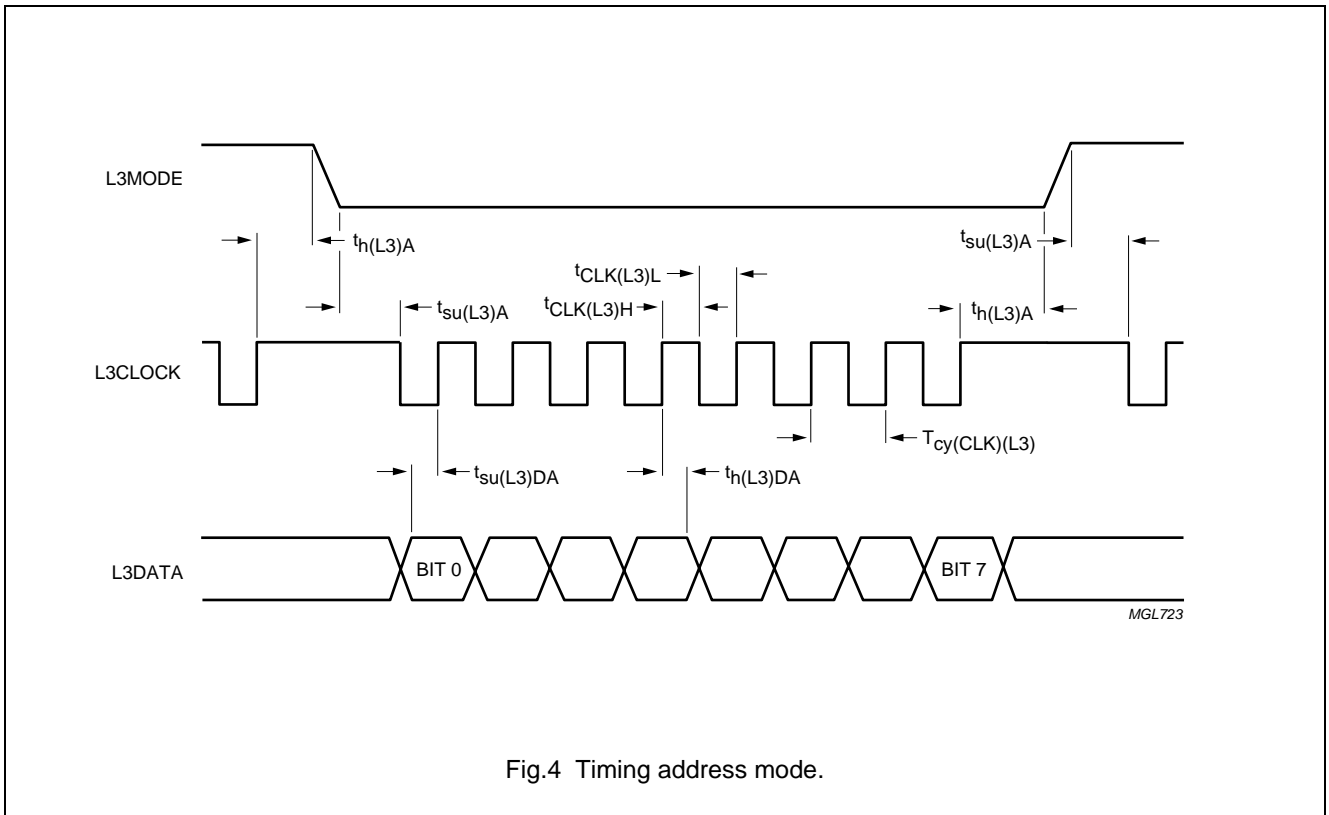 L3MODE
th(L3)A
tsu(L3)A
tCLK(L3)L
tsu(L3)A
tCLK(L3)H
th(L3)A
L3CLOCK
Tcy(CLK)(L3)
tsu(L3)DA
th(L3)DA
L3DATA
BIT 0
BIT 7
MGL723
Fig.4 Timing address mode.